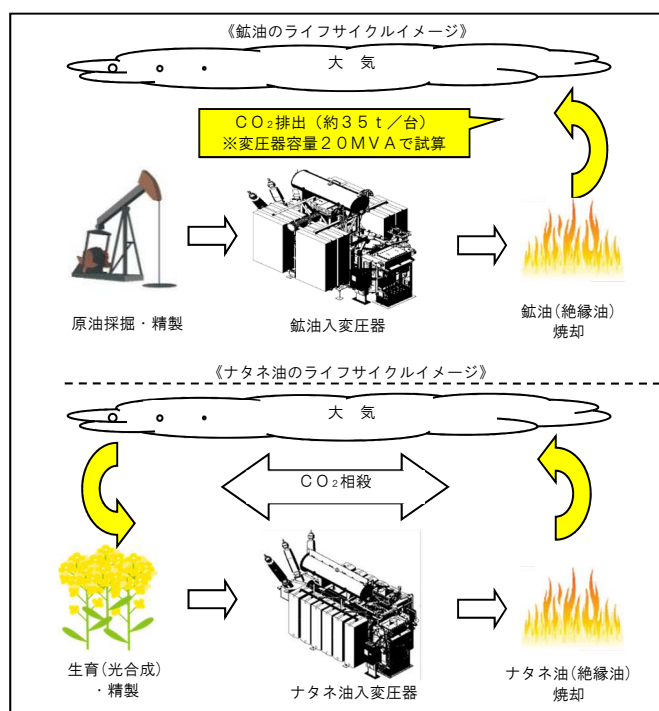 《鉱油のライフサイクルイメージ》
大　気
ＣＯ₂排出（約３５ｔ／台）
※変圧器容量２０ＭＶＡで試算
原油採掘・精製
鉱油入変圧器
鉱油(絶縁油)
焼却
《ナタネ油のライフサイクルイメージ》
大　気
ＣＯ₂相殺
生育(光合成)
・精製
ナタネ油入変圧器
ナタネ油(絶縁油)
焼却